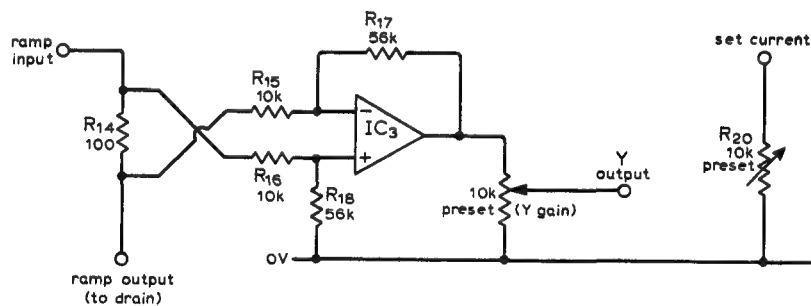 ramp
input
R14
100
R15
10k
R17
56k
−
IC3
+
R16
10k
R18
56k
10k
preset
(Y gain)
Y
output
set current
R20
10k
preset
0V
ramp output
(to drain)